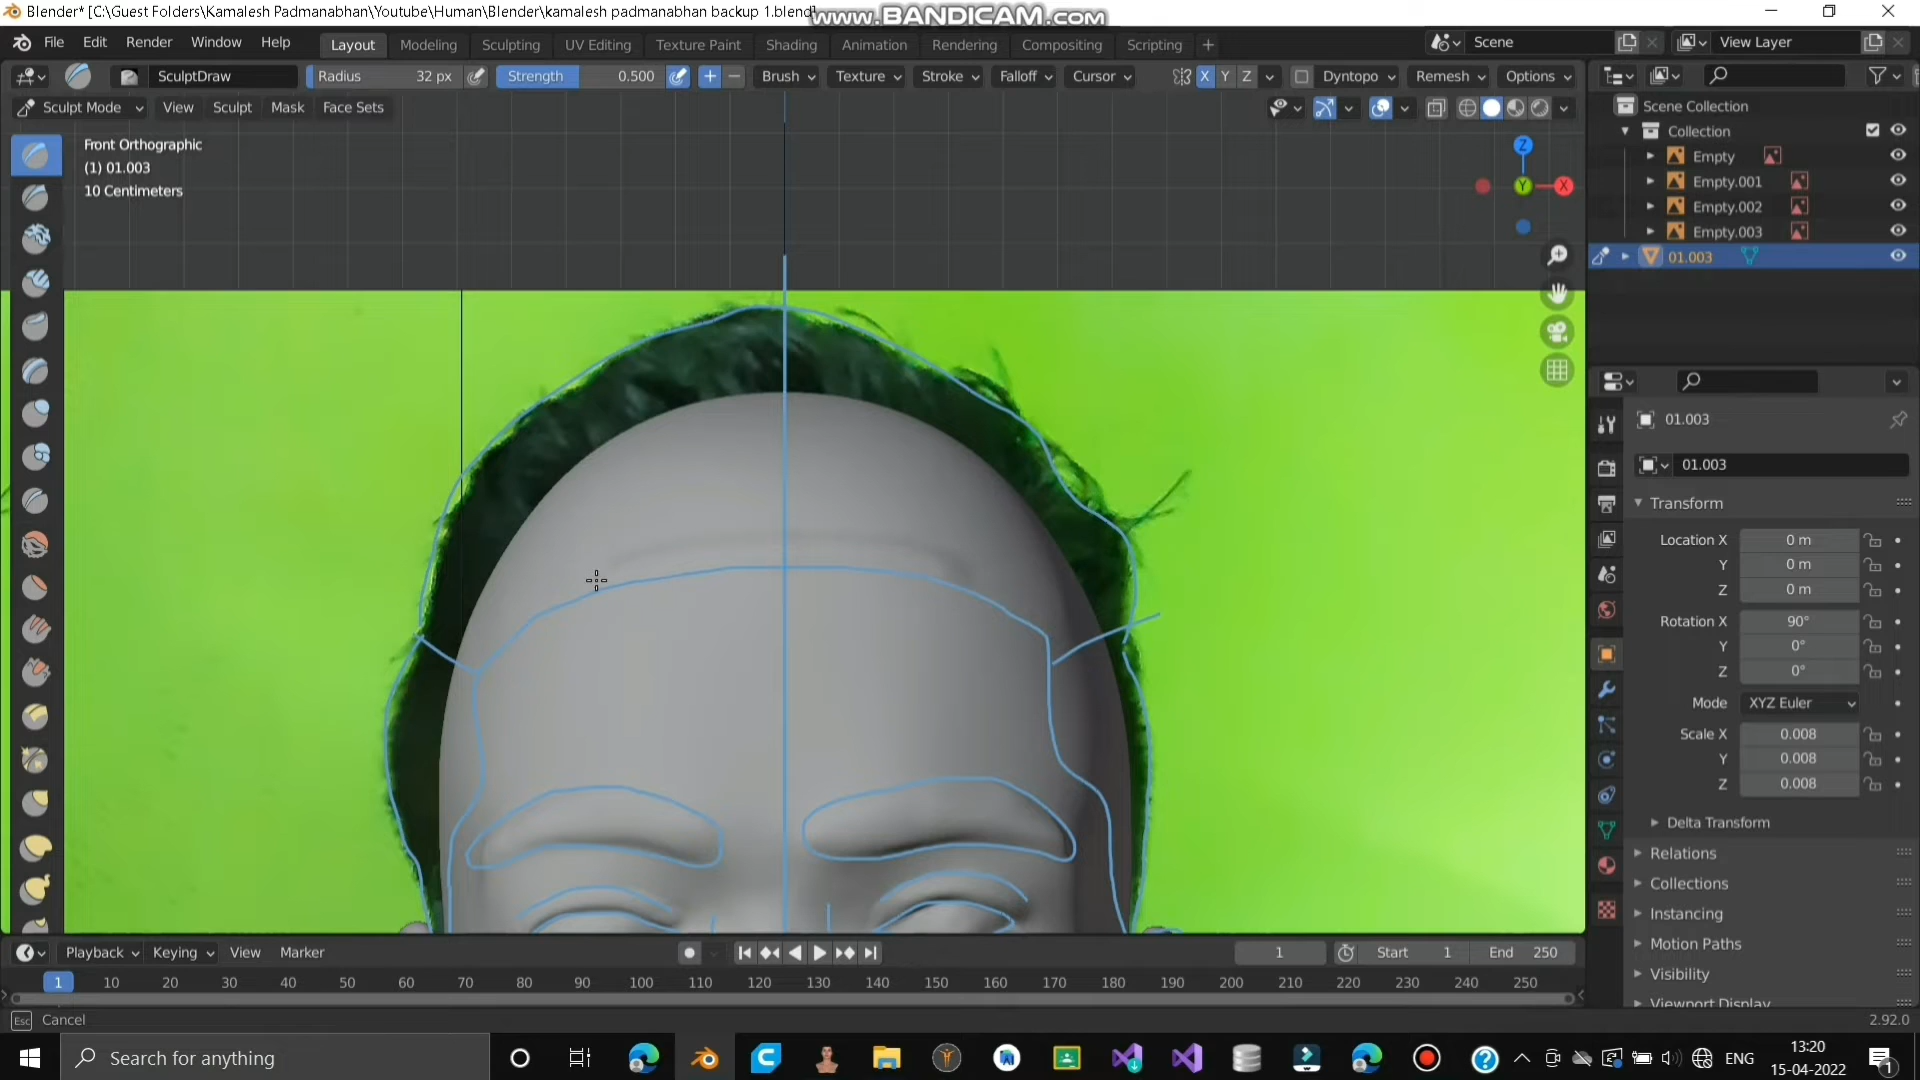 Blender* [C:\Guest Folders\Kamalesh Padmanabhan\Youtube\Human\Blender\kamalesh padmanabhan backup 1.blend]
www.BANDICAM.com
File Edit Render Window Help Layout Modeling Sculpting UV Editing Texture Paint Shading Animation Rendering Compositing Scripting + Scene View Layer
SculptDraw Radius 32 px Strength 0.500 Brush Texture Stroke Falloff Cursor X Y Z Dyntopo Remesh Options
Sculpt Mode View Sculpt Mask Face Sets
Front Orthographic
(1) 01.003
10 Centimeters
Z
Y
X
Scene Collection
Collection
Empty
Empty.001
Empty.002
Empty.003
01.003
01.003
01.003
Transform
Location X 0 m
Y 0 m
Z 0 m
Rotation X 90°
Y 0°
Z 0°
Mode XYZ Euler
Scale X 0.008
Y 0.008
Z 0.008
Delta Transform
Relations
Collections
Instancing
Motion Paths
Visibility
Viewport Display
Playback Keying View Marker 1 Start 1 End 250
1 10 20 30 40 50 60 70 80 90 100 110 120 130 140 150 160 170 180 190 200 210 220 230 240 250
Esc Cancel 2.92.0
Search for anything
ENG
13:20
15-04-2022
1